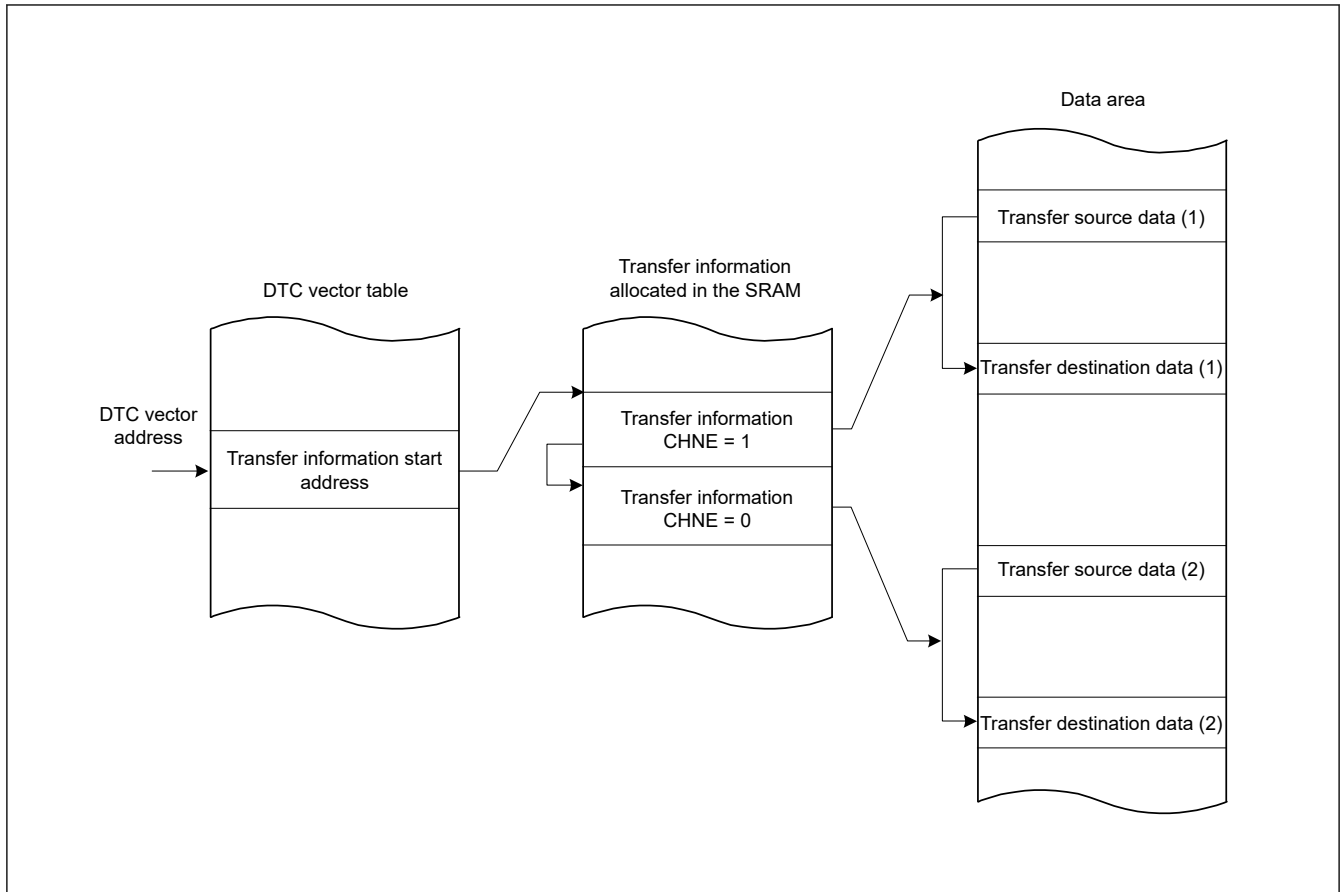 Data area
Transfer source data (1)
Transfer information
allocated in the SRAM
DTC vector table
Transfer destination data (1)
DTC vector
address
Transfer information start
address
Transfer information
CHNE = 1
Transfer information
CHNE = 0
Transfer source data (2)
Transfer destination data (2)